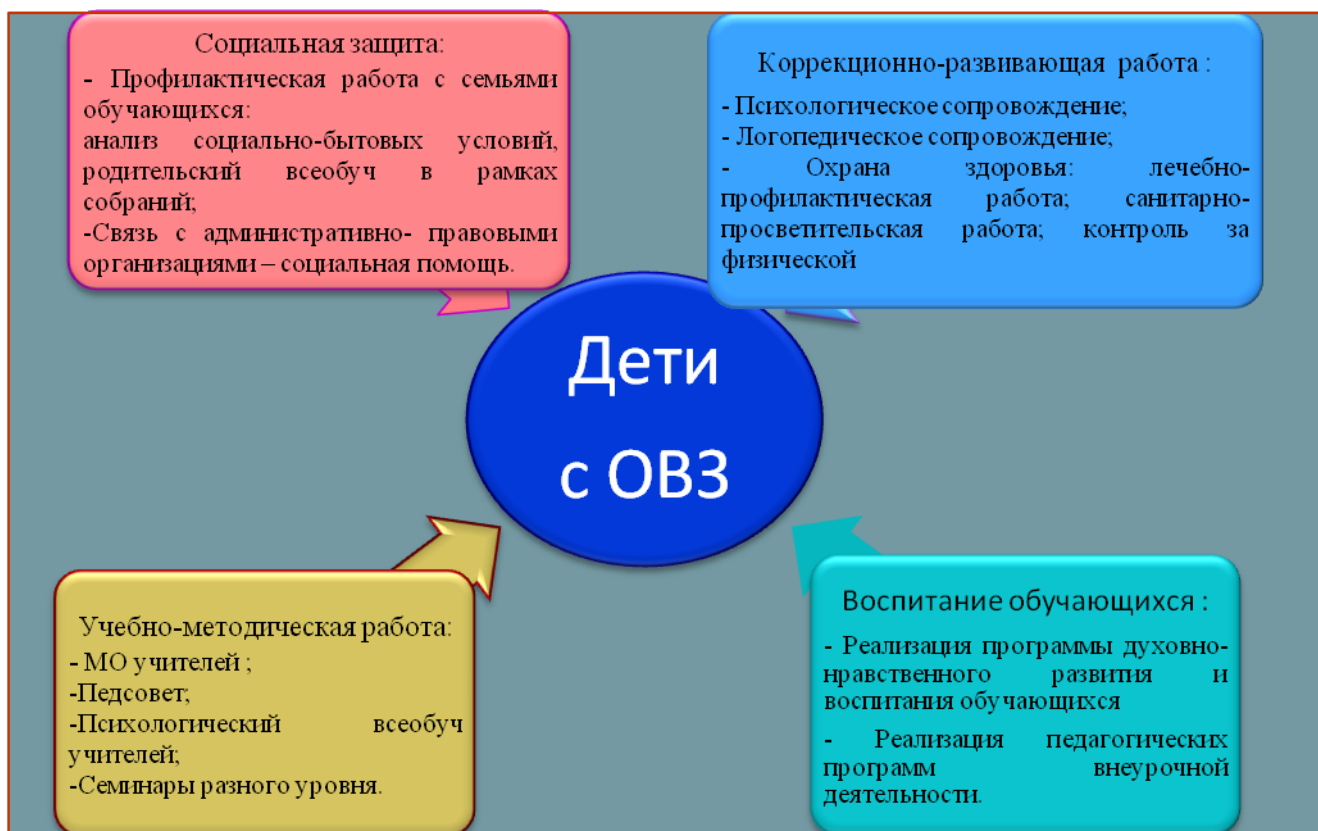 Социальная защита:
- Профилактическая работа с семьями
обучающихся:
анализ социально-бытовых условий,
родительский всеобуч в рамках
собраний;
-Связь с административно- правовыми
организациями – социальная помощь.
Коррекционно-развивающая работа :
- Психологическое сопровождение;
- Логопедическое сопровождение;
- Охрана здоровья: лечебно-
профилактическая работа; санитарно-
просветительская работа; контроль за
физической
Дети
с ОВЗ
Учебно-методическая работа:
- МО учителей ;
-Педсовет;
-Психологический всеобуч
учителей;
-Семинары разного уровня.
Воспитание обучающихся :
- Реализация программы духовно-
нравственного развития и
воспитания обучающихся
- Реализация педагогических
программ внеурочной
деятельности.